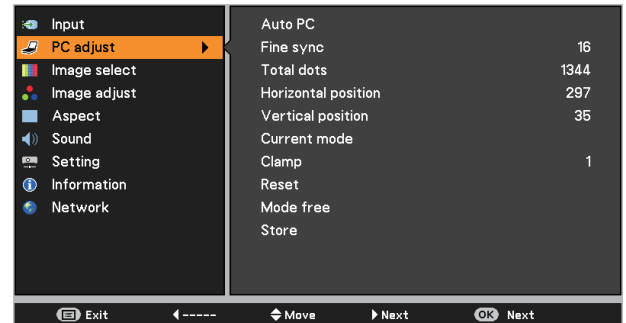 Input
PC adjust
Image select
Image adjust
Aspect
Sound
Setting
Information
Network
Auto PC
Fine sync 16
Total dots 1344
Horizontal position 297
Vertical position 35
Current mode
Clamp 1
Reset
Mode free
Store
Exit ----- Move Next OK Next